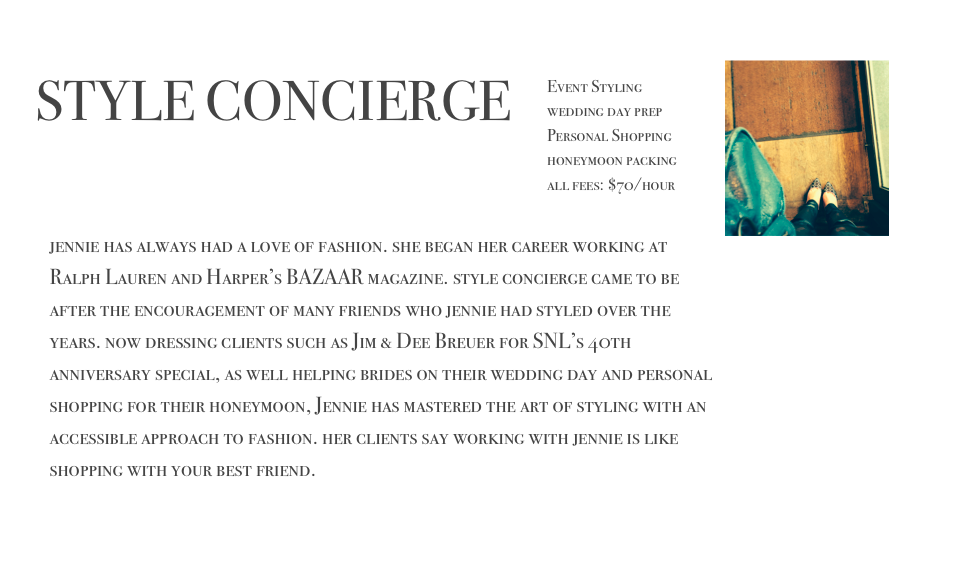 STYLE CONCIERGE
Event Styling
wedding day prep
Personal Shopping
honeymoon packing
all fees: $70/hour
jennie has always had a love of fashion. she began her career working at
Ralph Lauren and Harper's BAZAAR magazine. style concierge came to be
after the encouragement of many friends who jennie had styled over the
years. now dressing clients such as Jim & Dee Breuer for SNL's 40th
anniversary special, as well helping brides on their wedding day and personal
shopping for their honeymoon, Jennie has mastered the art of styling with an
accessible approach to fashion. her clients say working with jennie is like
shopping with your best friend.